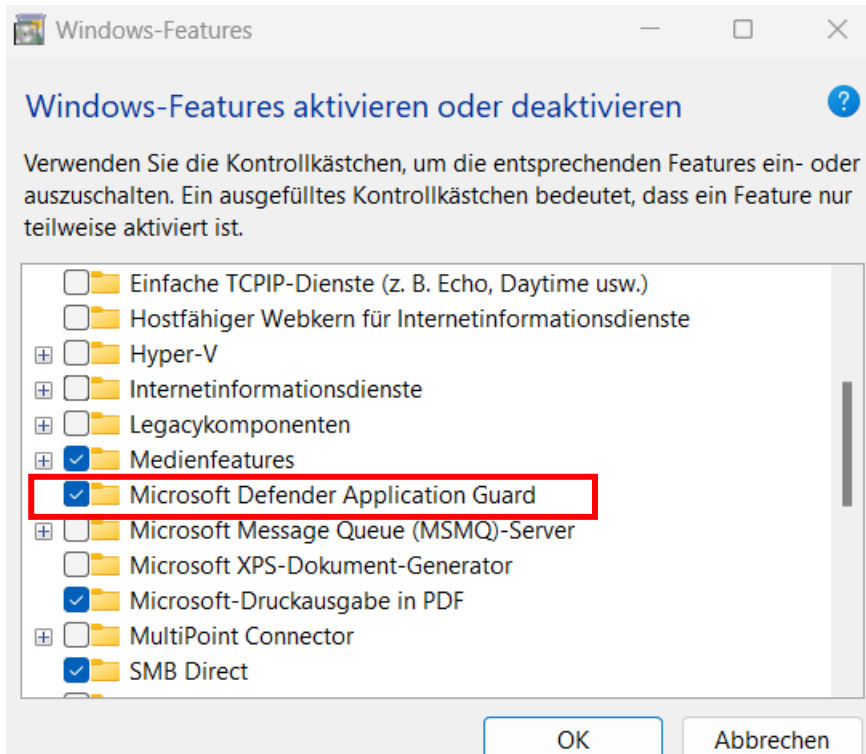 Windows-Features
Windows-Features aktivieren oder deaktivieren
?
Verwenden Sie die Kontrollkästchen, um die entsprechenden Features ein- oder
auszuschalten. Ein ausgefülltes Kontrollkästchen bedeutet, dass ein Feature nur
teilweise aktiviert ist.
Einfache TCPIP-Dienste (z. B. Echo, Daytime usw.)
Hostfähiger Webkern für Internetinformationsdienste
Hyper-V
Internetinformationsdienste
Legacykomponenten
Medienfeatures
Microsoft Defender Application Guard
Microsoft Message Queue (MSMQ)-Server
Microsoft XPS-Dokument-Generator
Microsoft-Druckausgabe in PDF
MultiPoint Connector
SMB Direct
OK
Abbrechen